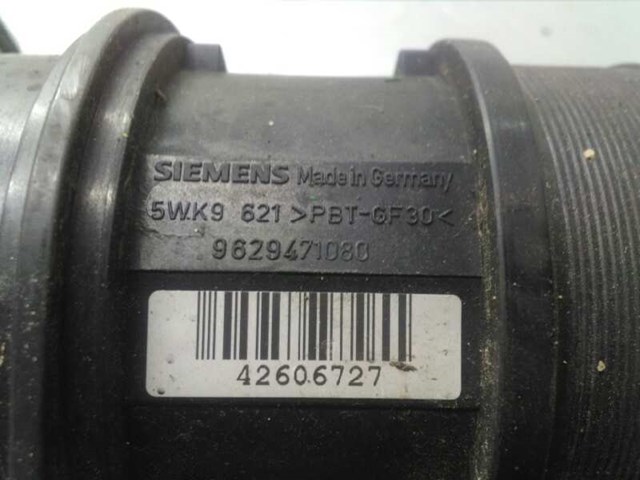 SIEMENS Made in Germany
5WK9 621 >PBT-GF30<
9629471080
42606727